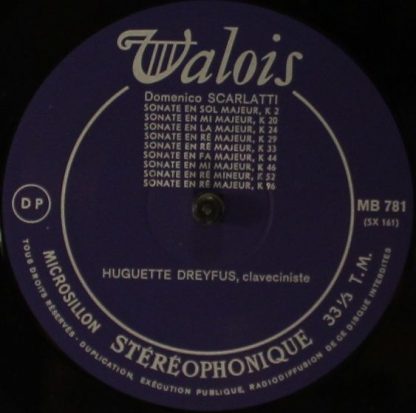 Valois
Domenico SCARLATTI
SONATE EN SOL MAJEUR, K 2
SONATE EN MI MAJEUR, K 20
SONATE EN LA MAJEUR, K 24
SONATE EN RÉ MAJEUR, K 29
SONATE EN RÉ MAJEUR, K 33
SONATE EN FA MAJEUR, K 44
SONATE EN MI MAJEUR, K 46
SONATE EN RÉ MINEUR, K 52
SONATE EN RÉ MAJEUR, K 96
DP
MB 781
(SX 161)
HUGUETTE DREYFUS, claveciniste
MICROSILLON STÉRÉOPHONIQUE 33 1/3 T.M.
TOUS DROITS RÉSERVÉS - DUPLICATION, EXÉCUTION PUBLIQUE, RADIODIFFUSION DE CE DISQUE INTERDITES